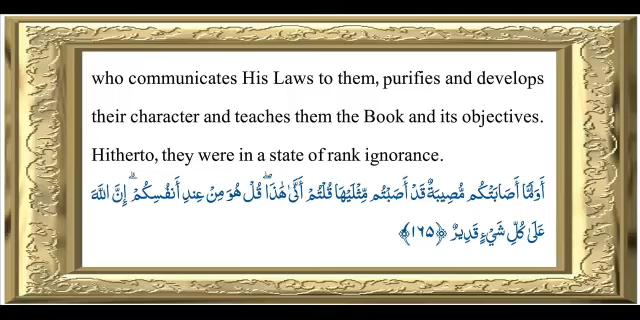 who communicates His Laws to them, purifies and develops
their character and teaches them the Book and its objectives.
Hitherto, they were in a state of rank ignorance.
أَوَلَمَّا أَصَابَتْكُم مُّصِيبَةٌ قَدْ أَصَبْتُم مِّثْلَيْهَا قُلْتُمْ أَنَّىٰ هَٰذَا ۖ قُلْ هُوَ مِنْ عِندِ أَنفُسِكُمْ ۗ إِنَّ اللَّهَ
عَلَىٰ كُلِّ شَيْءٍ قَدِيرٌ ﴿١٦٥﴾